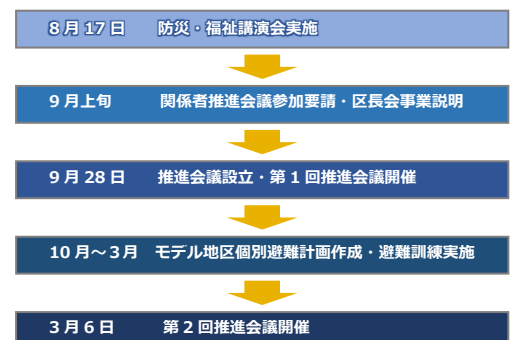 8月17日　防災・福祉講演会実施
9月上旬　関係者推進会議参加要請・区長会事業説明
9月28日　推進会議設立・第1回推進会議開催
10月～3月　モデル地区個別避難計画作成・避難訓練実施
3月6日　第2回推進会議開催